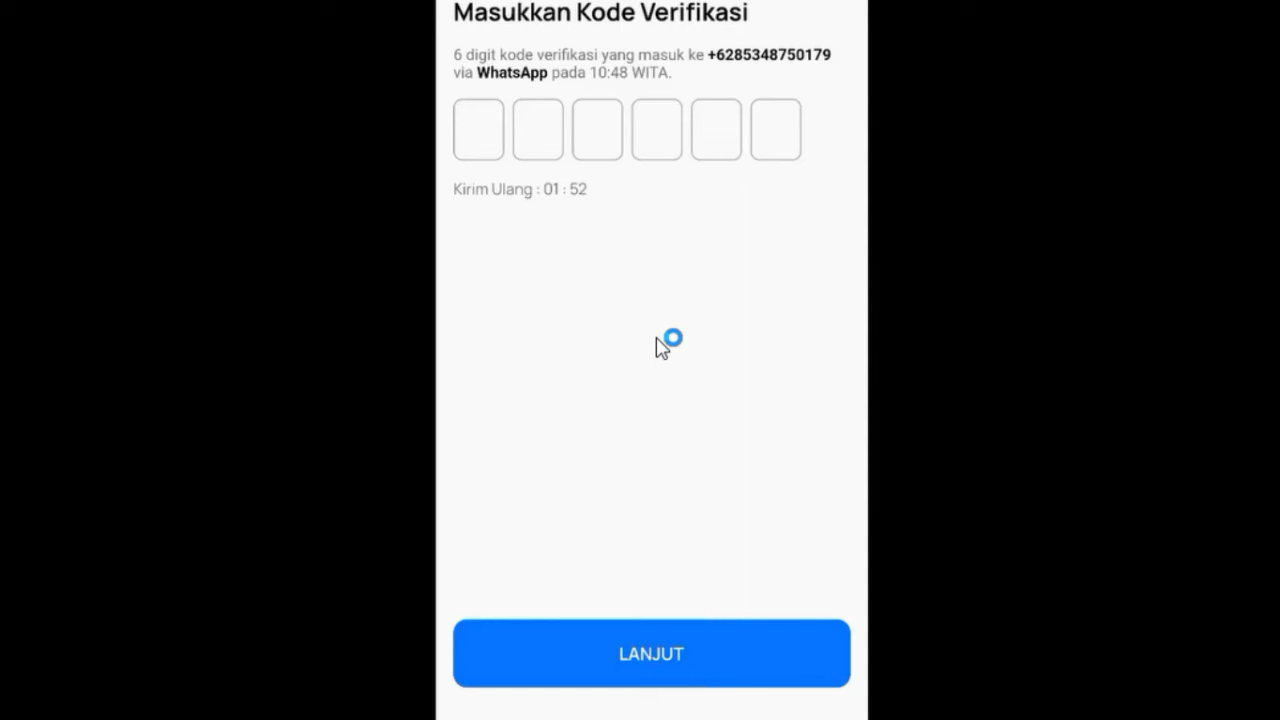 Masukkan Kode Verifikasi
6 digit kode verifikasi yang masuk ke +6285348750179
via WhatsApp pada 10:48 WITA.
Kirim Ulang : 01 : 52
LANJUT